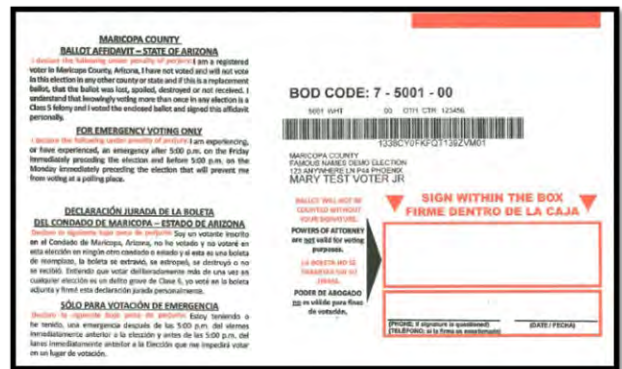 MARICOPA COUNTY
BALLOT AFFIDAVIT – STATE OF ARIZONA
I declare the following under penalty of perjury: I am a registered
voter in Maricopa County, Arizona, I have not voted and will not vote
in this election in any other county or state and if this is a replacement
ballot, that the ballot was lost, spoiled, destroyed or not received. I
understand that knowingly voting more than once in any election is a
Class 5 felony and I voted the enclosed ballot and signed this affidavit
personally.
FOR EMERGENCY VOTING ONLY
I declare the following under penalty of perjury: I am experiencing,
or have experienced, an emergency after 5:00 p.m. on the Friday
immediately preceding the election and before 5:00 p.m. on the
Monday immediately preceding the election that will prevent me
from voting at a polling place.
DECLARACIÓN JURADA DE LA BOLETA
DEL CONDADO DE MARICOPA – ESTADO DE ARIZONA
Declaro lo siguiente bajo pena de perjurio: Soy un votante inscrito
en el Condado de Maricopa, Arizona, no he votado y no votaré en
esta elección en ningún otro condado o estado y si esta es una boleta
de reemplazo, la boleta se extravió, se estropeó, se destruyó o no
se recibió. Entiendo que votar deliberadamente más de una vez en
cualquier elección es un delito grave de Clase 5, yo voté en la boleta
adjunta y firmé esta declaración jurada personalmente.
SÓLO PARA VOTACIÓN DE EMERGENCIA
Declaro lo siguiente bajo pena de perjurio: Estoy teniendo o
he tenido, una emergencia después de las 5:00 p.m. del viernes
inmediatamente anterior a la elección y antes de las 5:00 p.m. del
lunes inmediatamente anterior a la Elección que me impedirá votar
en un lugar de votación.
BOD CODE: 7 - 5001 - 00
5001 WHT 00 OTH CTR 123456
1338CY0FKFQT139ZVM01
MARICOPA COUNTY
FAMOUS NAMES DEMO ELECTION
123 ANYWHERE LN P44 PHOENIX
MARY TEST VOTER JR
BALLOT WILL NOT BE
COUNTED WITHOUT
YOUR SIGNATURE.
POWERS OF ATTORNEY
are not valid for voting
purposes.
LA BOLETA NO SE
SIN SU
FIRMA.
PODER DE ABOGADO
no es válido para fines
de votación.
SIGN WITHIN THE BOX
FIRME DENTRO DE LA CAJA
(PHONE: if signature is questioned)
(TELÉFONO: si la firma es cuestionada)
(DATE / FECHA)